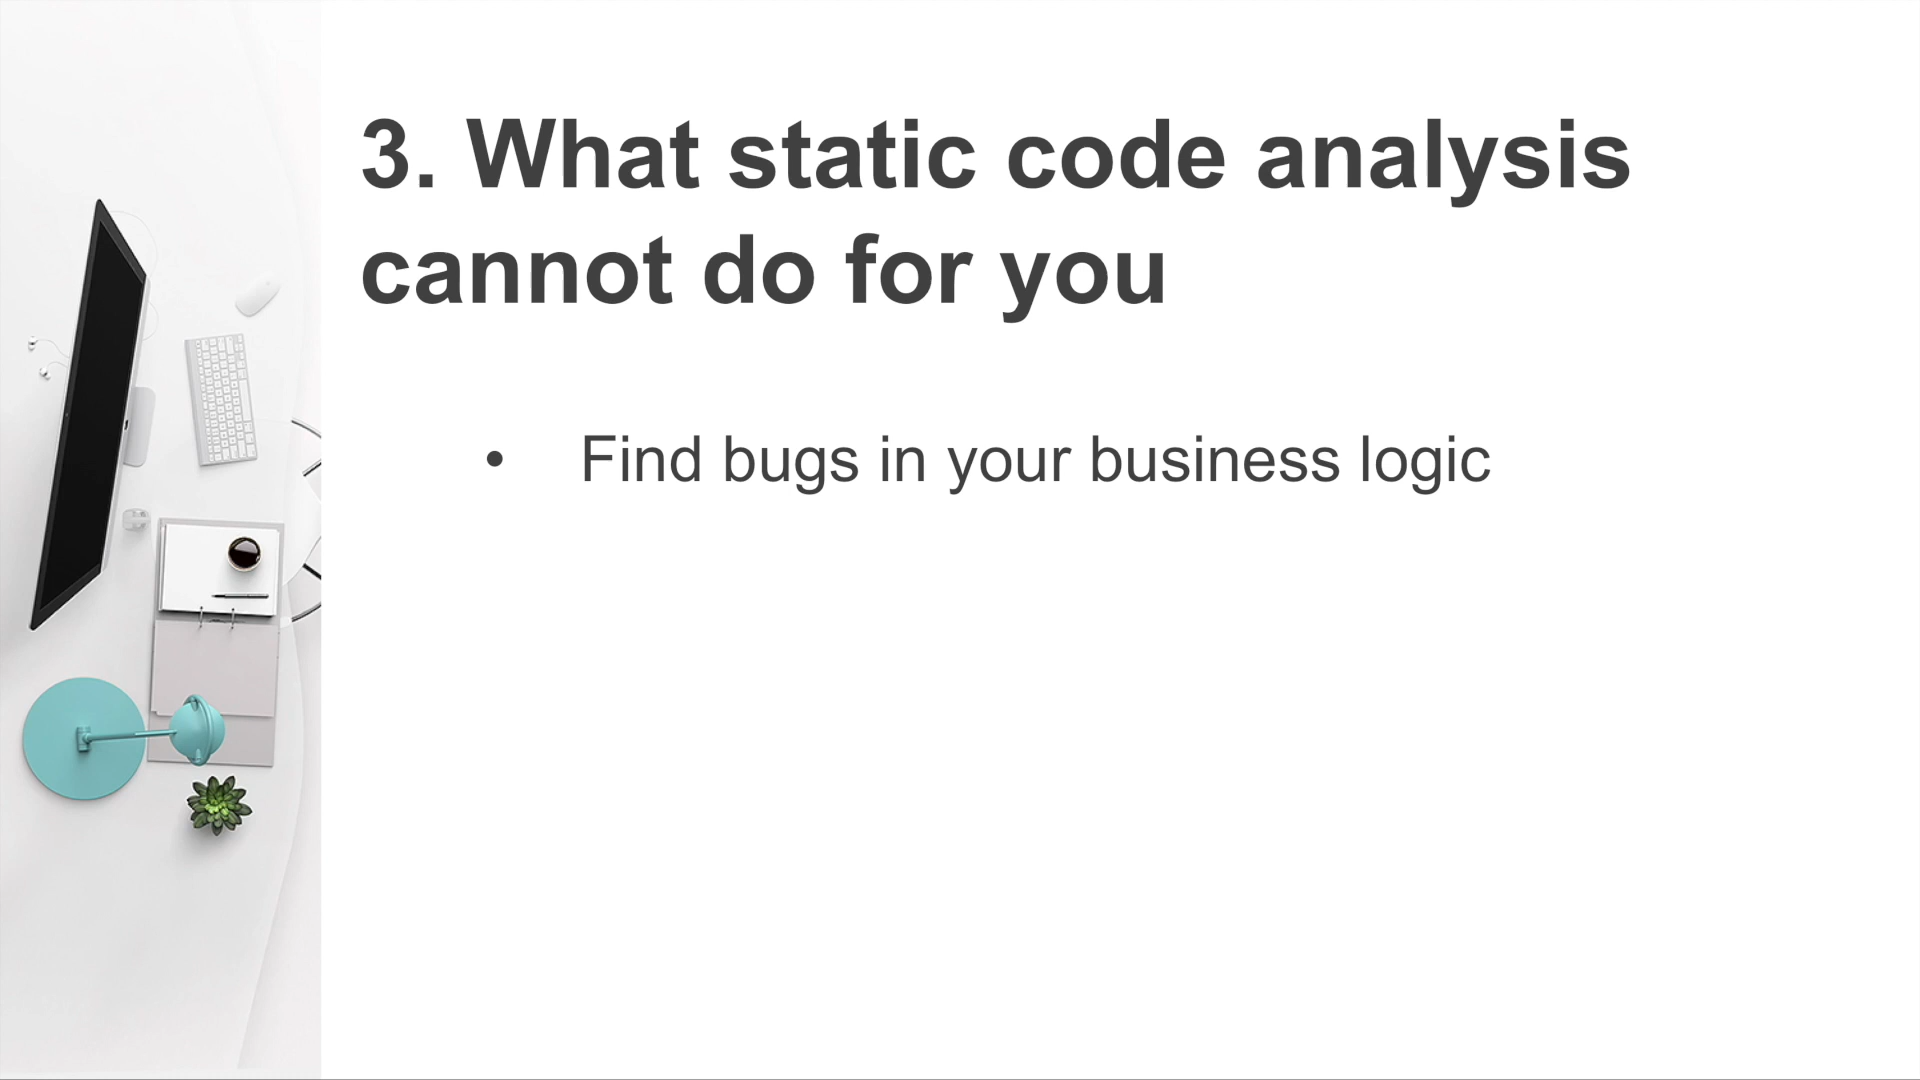 3. What static code analysis
cannot do for you
• Find bugs in your business logic